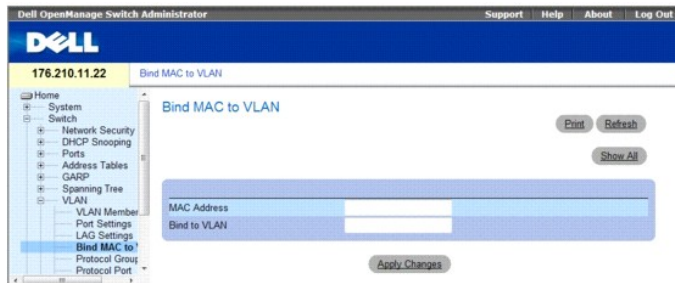 Dell OpenManage Switch Administrator
Support Help About Log Out
DELL
176.210.11.22
Bind MAC to VLAN
Home
System
Switch
Network Security
DHCP Snooping
Ports
Address Tables
GARP
Spanning Tree
VLAN
VLAN Member
Port Settings
LAG Settings
Bind MAC to
Protocol Group
Protocol Port
Bind MAC to VLAN
Print Refresh
Show All
MAC Address
Bind to VLAN
Apply Changes